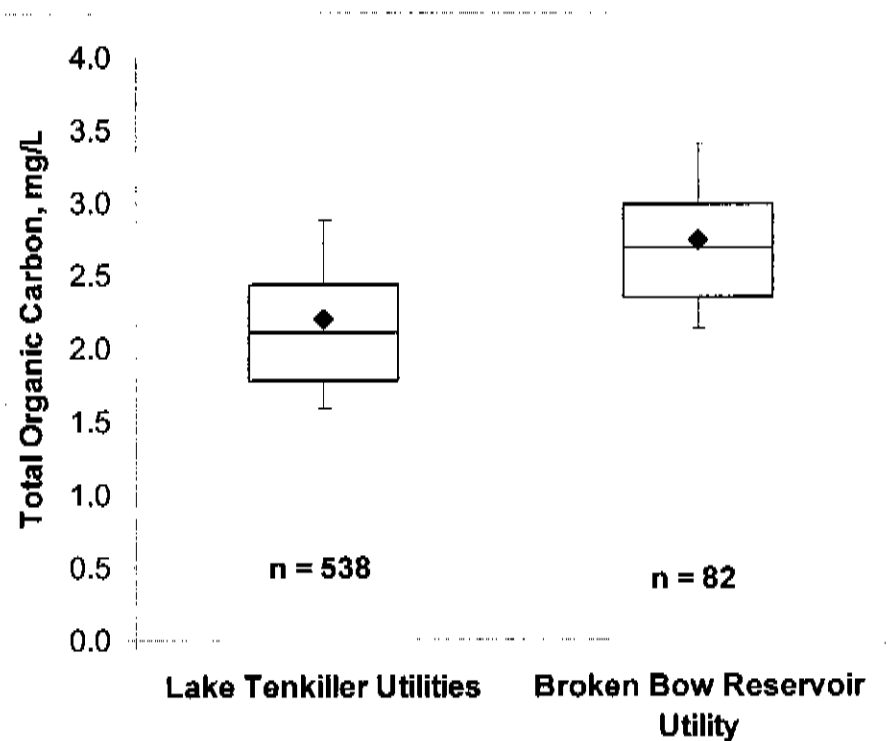 Total Organic Carbon, mg/L
4.0
3.5
3.0
2.5
2.0
1.5
1.0
0.5
0.0
n = 538
n = 82
Lake Tenkiller Utilities
Broken Bow Reservoir
Utility